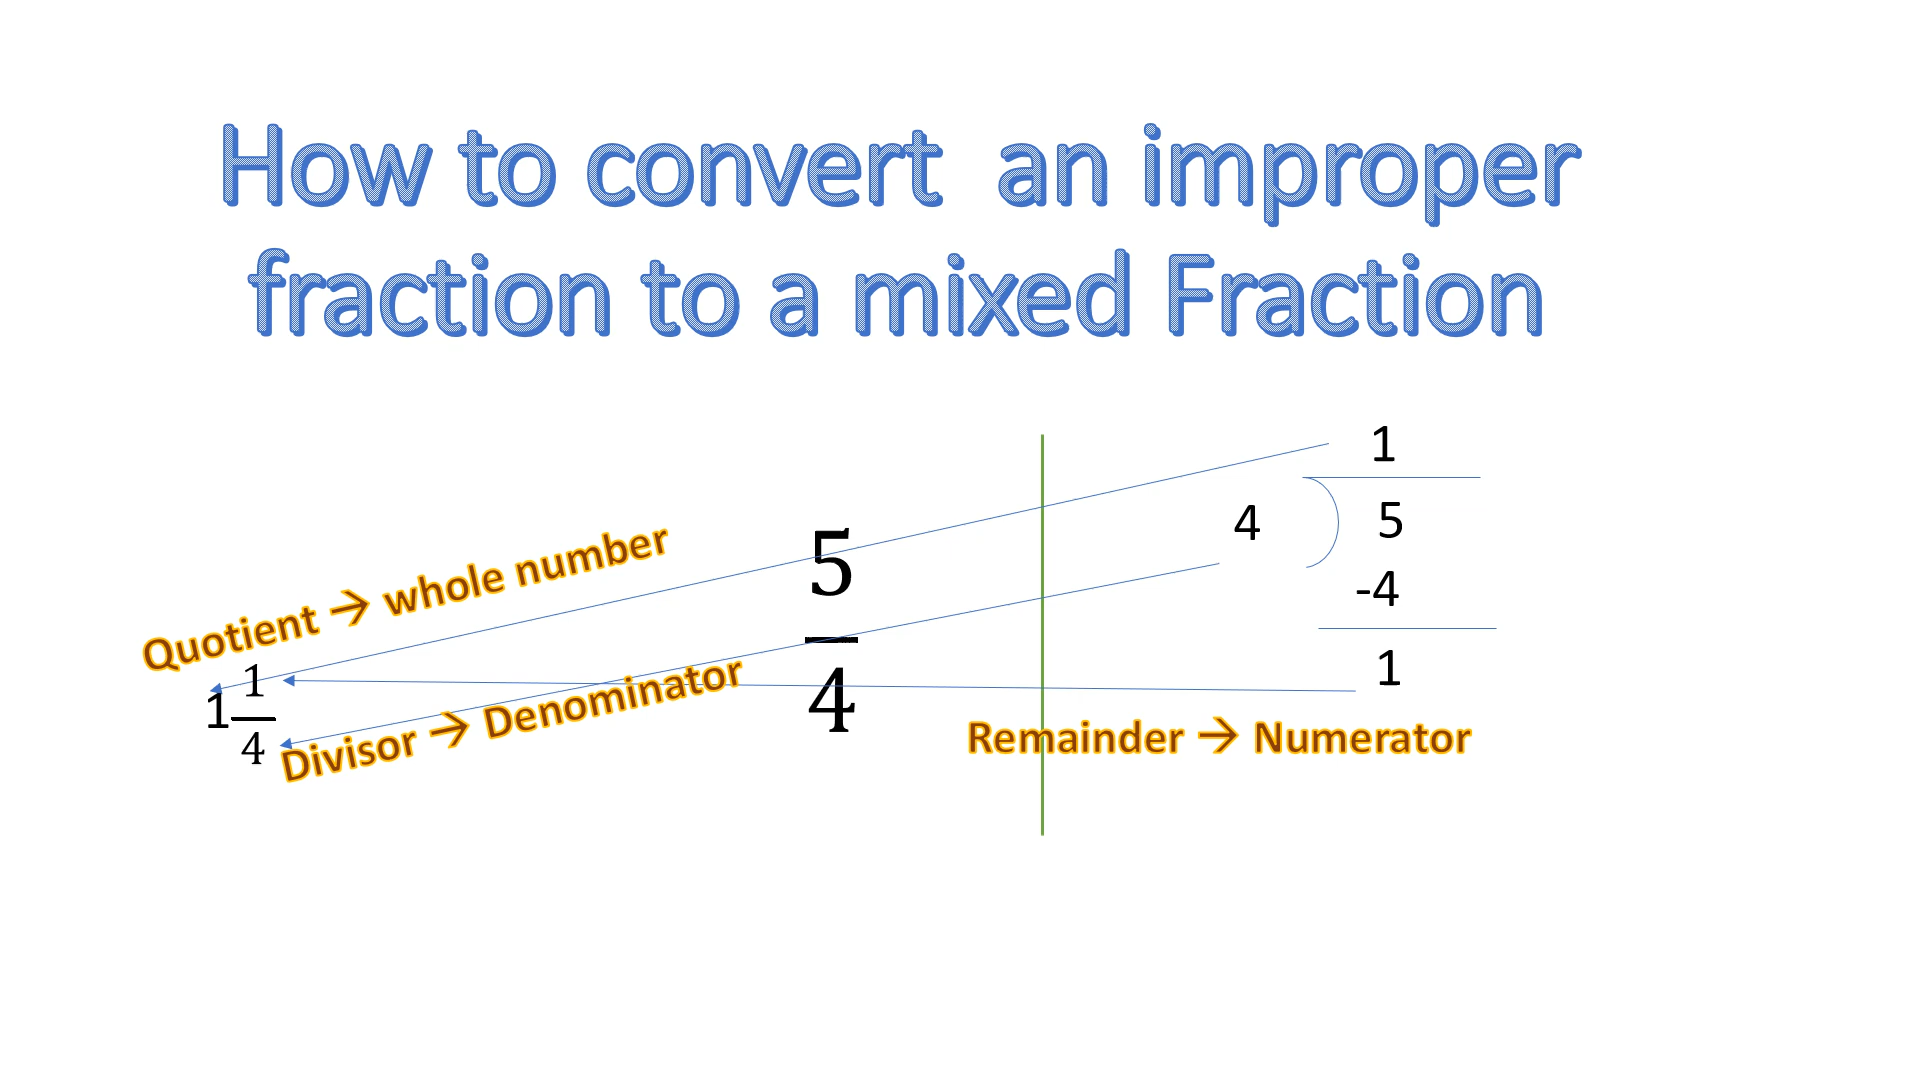 How to convert  an improper
fraction to a mixed Fraction
Quotient → whole number
1 1/4
Divisor → Denominator
5
4
1
4 5
-4
1
Remainder → Numerator